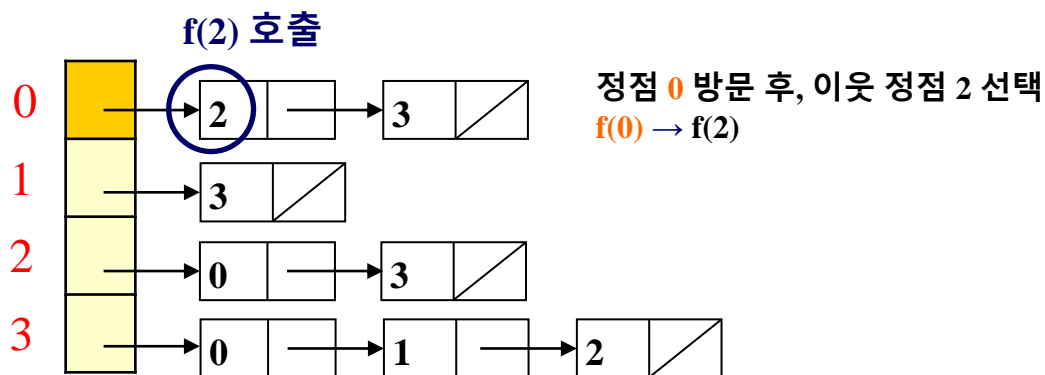 f(2) 호출
정점 0 방문 후, 이웃 정점 2 선택
f(0) → f(2)
0 2 3
1 3
2 0 3
3 0 1 2